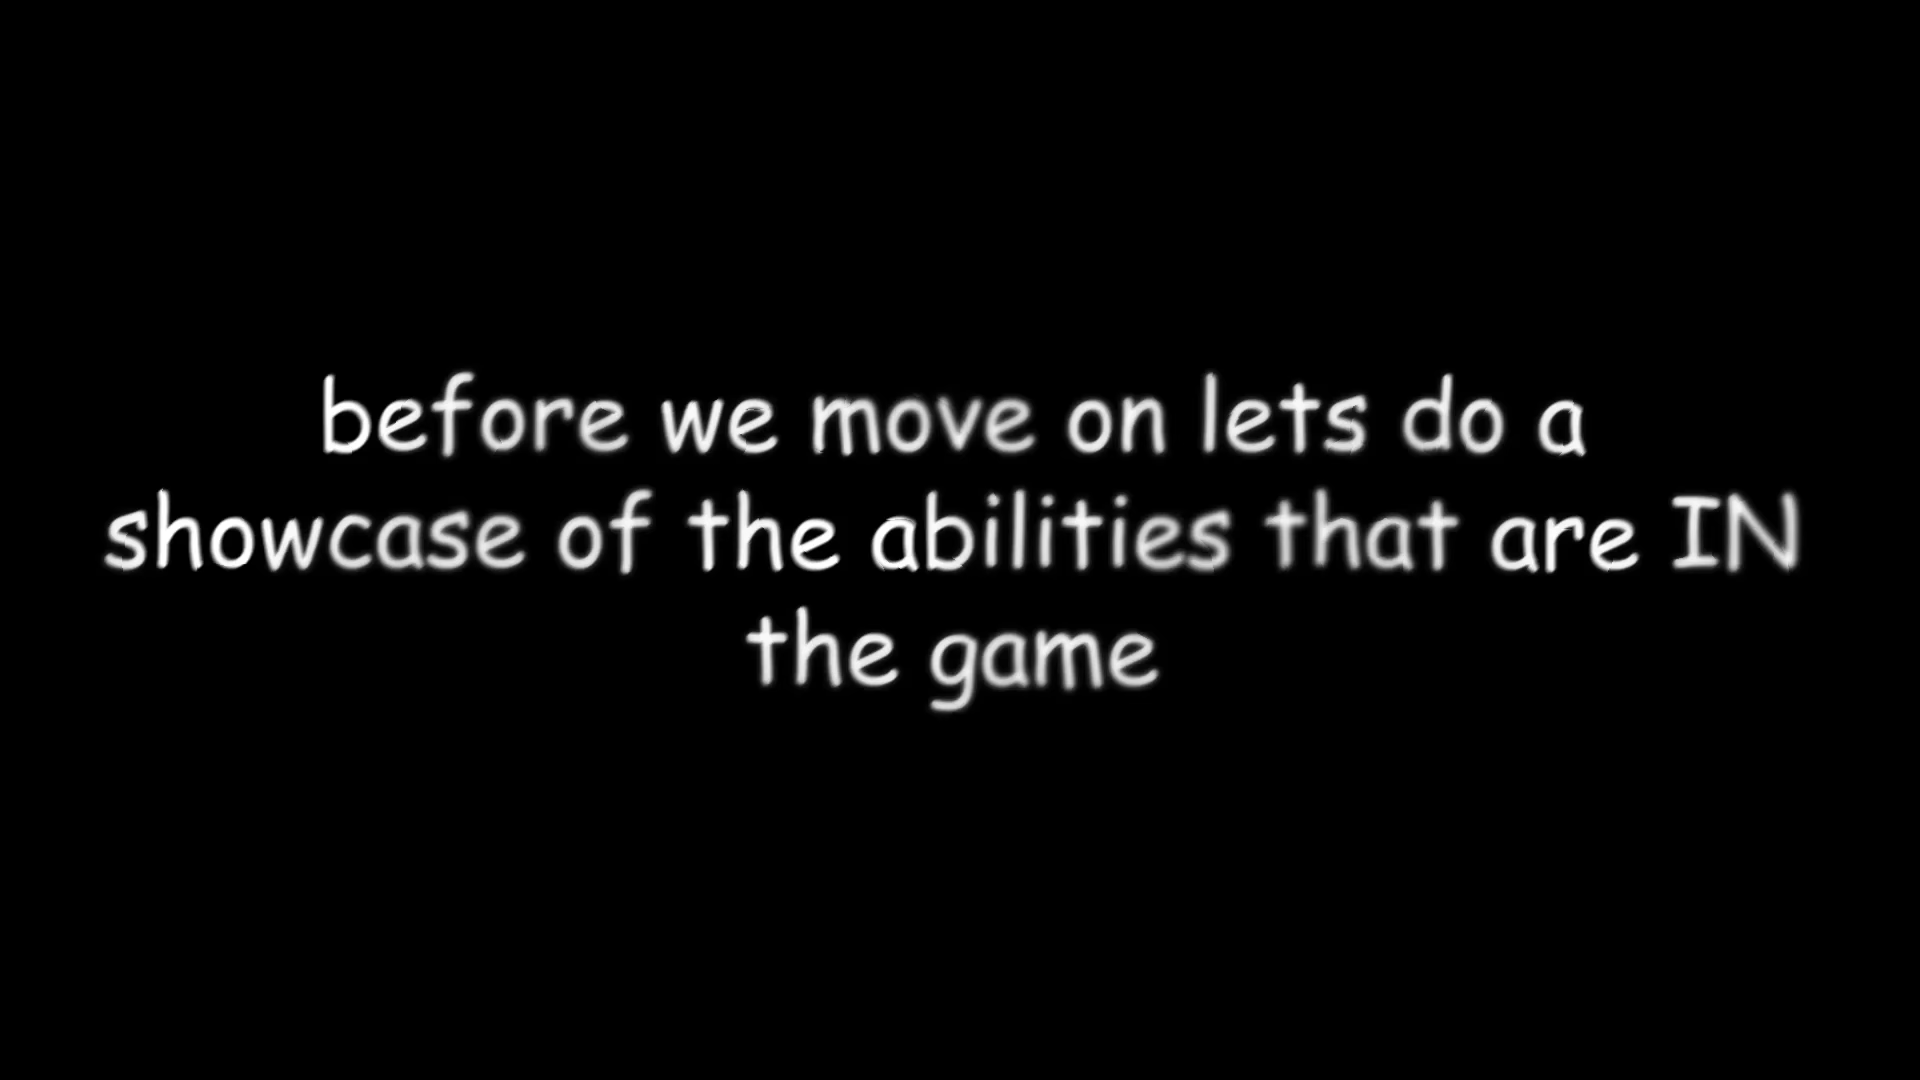 before we move on lets do a
showcase of the abilities that are IN
the game